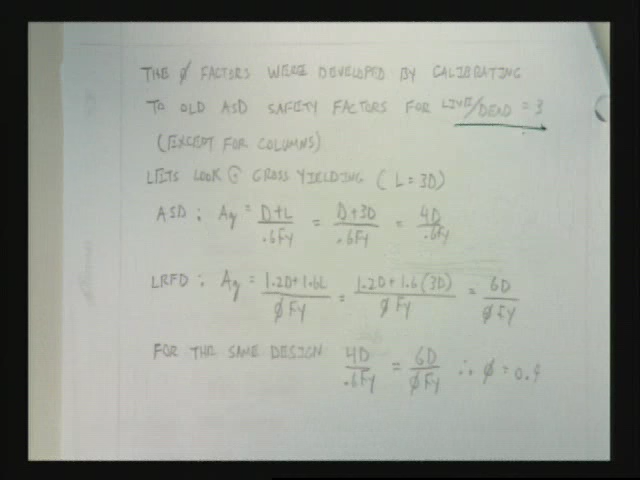 THE ϕ FACTORS WERE DEVELOPED BY CALIBRATING
TO OLD ASD SAFETY FACTORS FOR LIVE/DEAD = 3
(EXCEPT FOR COLUMNS)
LETS LOOK @ GROSS YIELDING (L = 3D)
ASD: Ag = D+L/.6Fy = D+3D/.6Fy = 4D/.6Fy
LRFD: Ag = 1.2D+1.6L/ϕFy = 1.2D+1.6(3D)/ϕFy = 6D/ϕFy
FOR THE SAME DESIGN 4D/.6Fy = 6D/ϕFy ∴ ϕ = 0.9